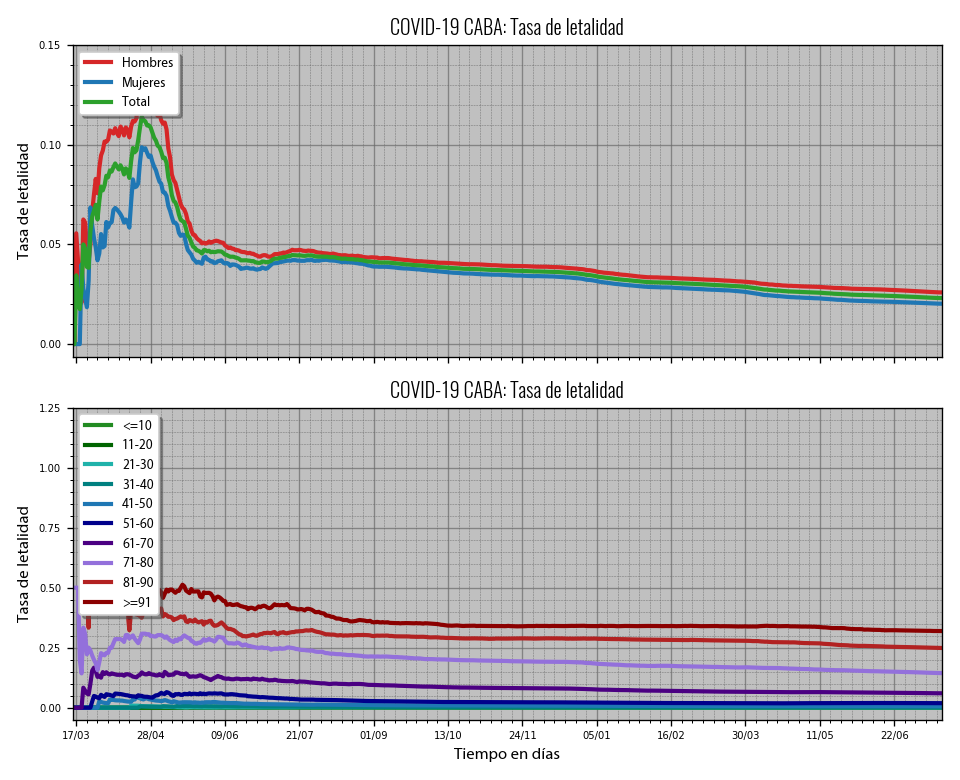 COVID-19 CABA: Tasa de letalidad
0.15
0.10
0.05
0.00
Tasa de letalidad
Hombres
Mujeres
Total
COVID-19 CABA: Tasa de letalidad
1.25
1.00
0.75
0.50
0.25
0.00
Tasa de letalidad
<=10
11-20
21-30
31-40
41-50
51-60
61-70
71-80
81-90
>=91
17/03 28/04 09/06 21/07 01/09 13/10 24/11 05/01 16/02 30/03 11/05 22/06
Tiempo en días